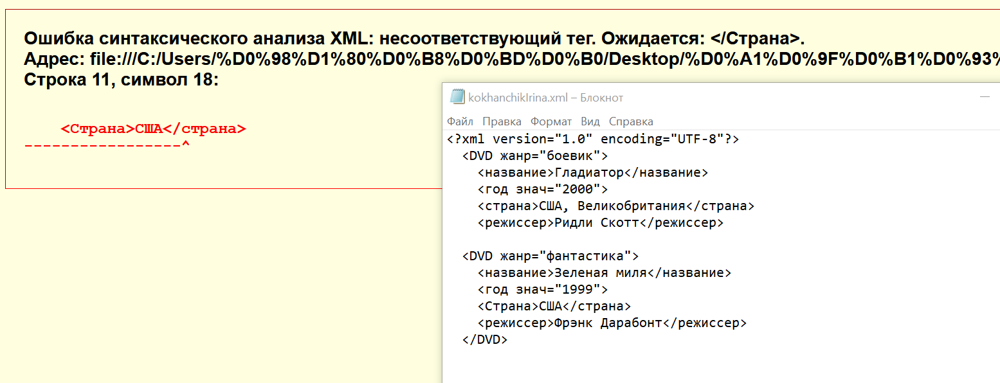 Ошибка синтаксического анализа XML: несоответствующий тег. Ожидается: </Страна>.
Адрес: file:///C:/Users/%D0%98%D1%80%D0%B8%D0%BD%D0%B0/Desktop/%D0%A1%D0%9F%D0%B1%D0%93%
Строка 11, символ 18:
<Страна>США</страна>
-----------------^
kokhanchikIrina.xml – Блокнот
Файл Правка Формат Вид Справка
<?xml version="1.0" encoding="UTF-8"?>
<DVD жанр="боевик">
<название>Гладиатор</название>
<год знач="2000">
<страна>США, Великобритания</страна>
<режиссер>Ридли Скотт</режиссер>
<DVD жанр="фантастика">
<название>Зеленая миля</название>
<год знач="1999">
<Страна>США</страна>
<режиссер>Фрэнк Дарабонт</режиссер>
</DVD>